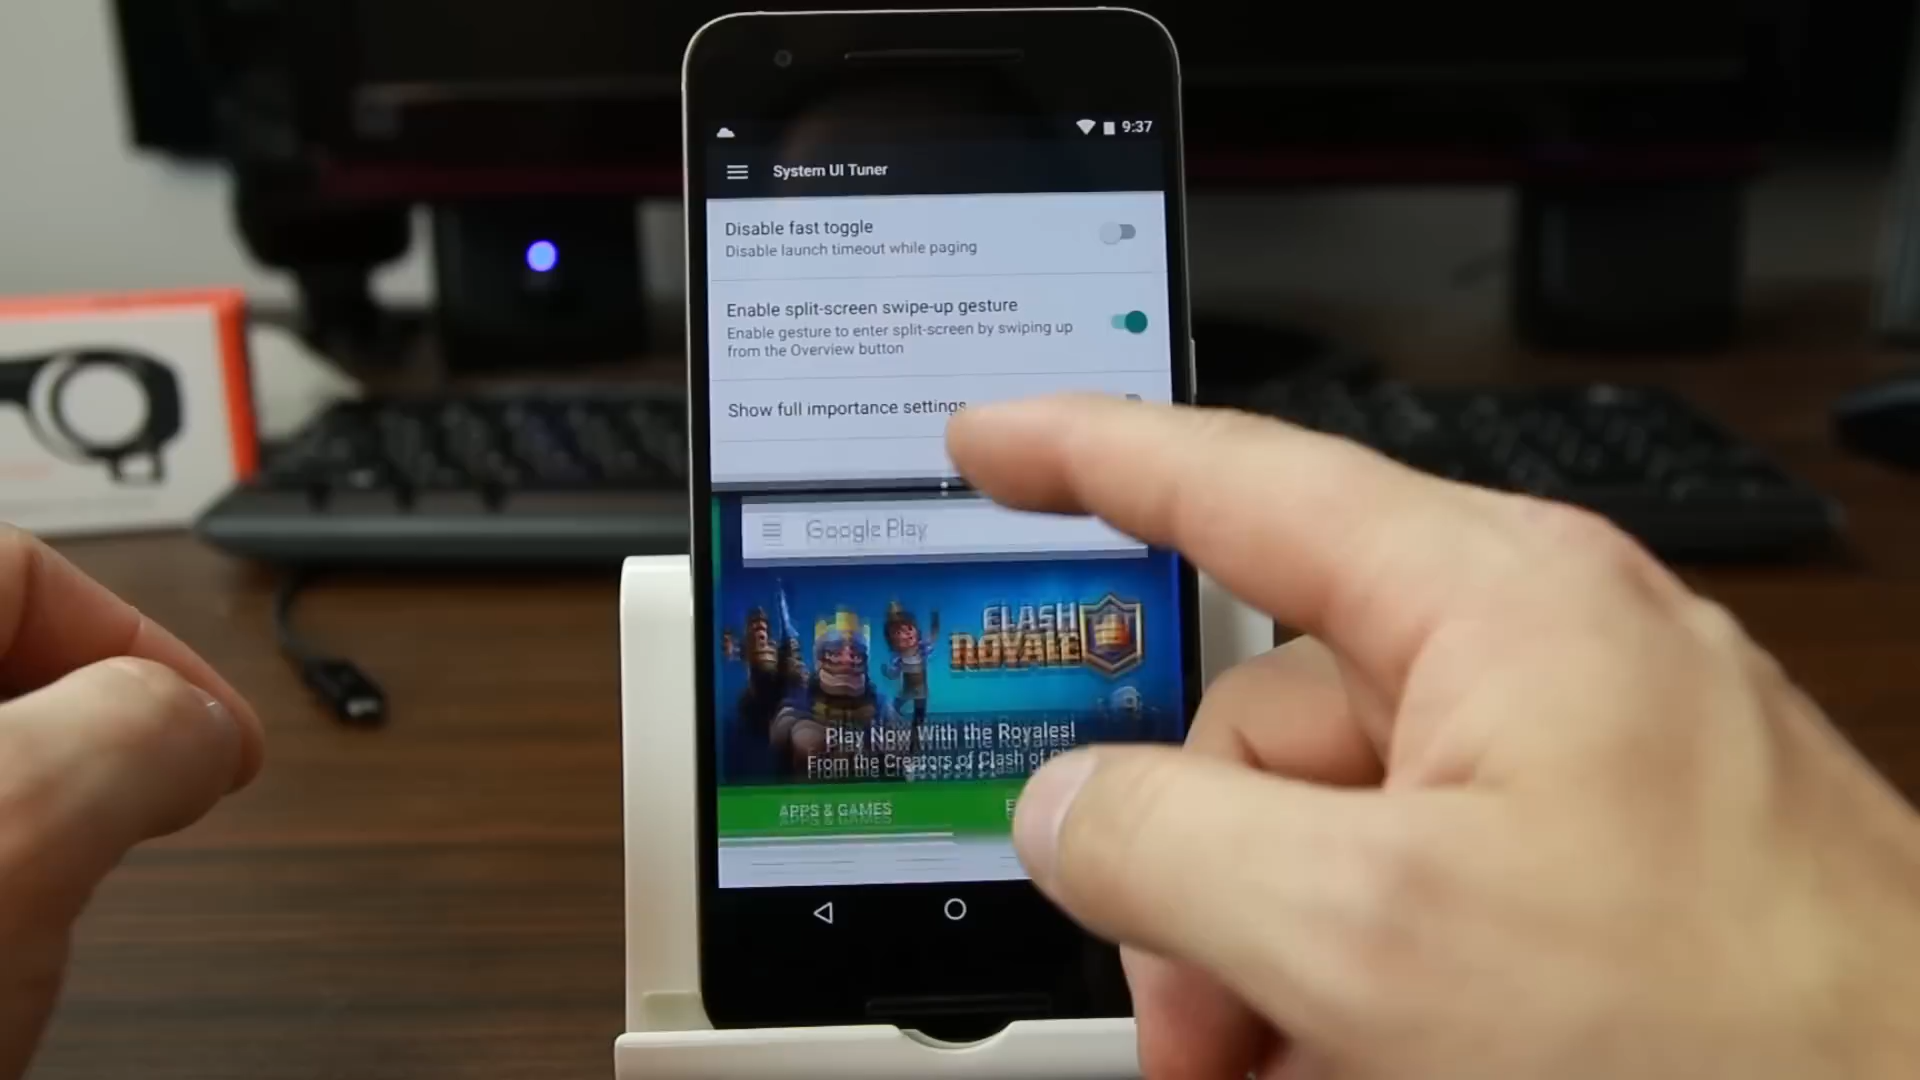 9:37
System UI Tuner
Disable fast toggle
Disable launch timeout while paging
Enable split-screen swipe-up gesture
Enable gesture to enter split-screen by swiping up
from the Overview button
Show full importance settings
Google Play
CLASH
ROYALE
Play Now With the Royales!
From the Creators of Clash of
APPS & GAMES